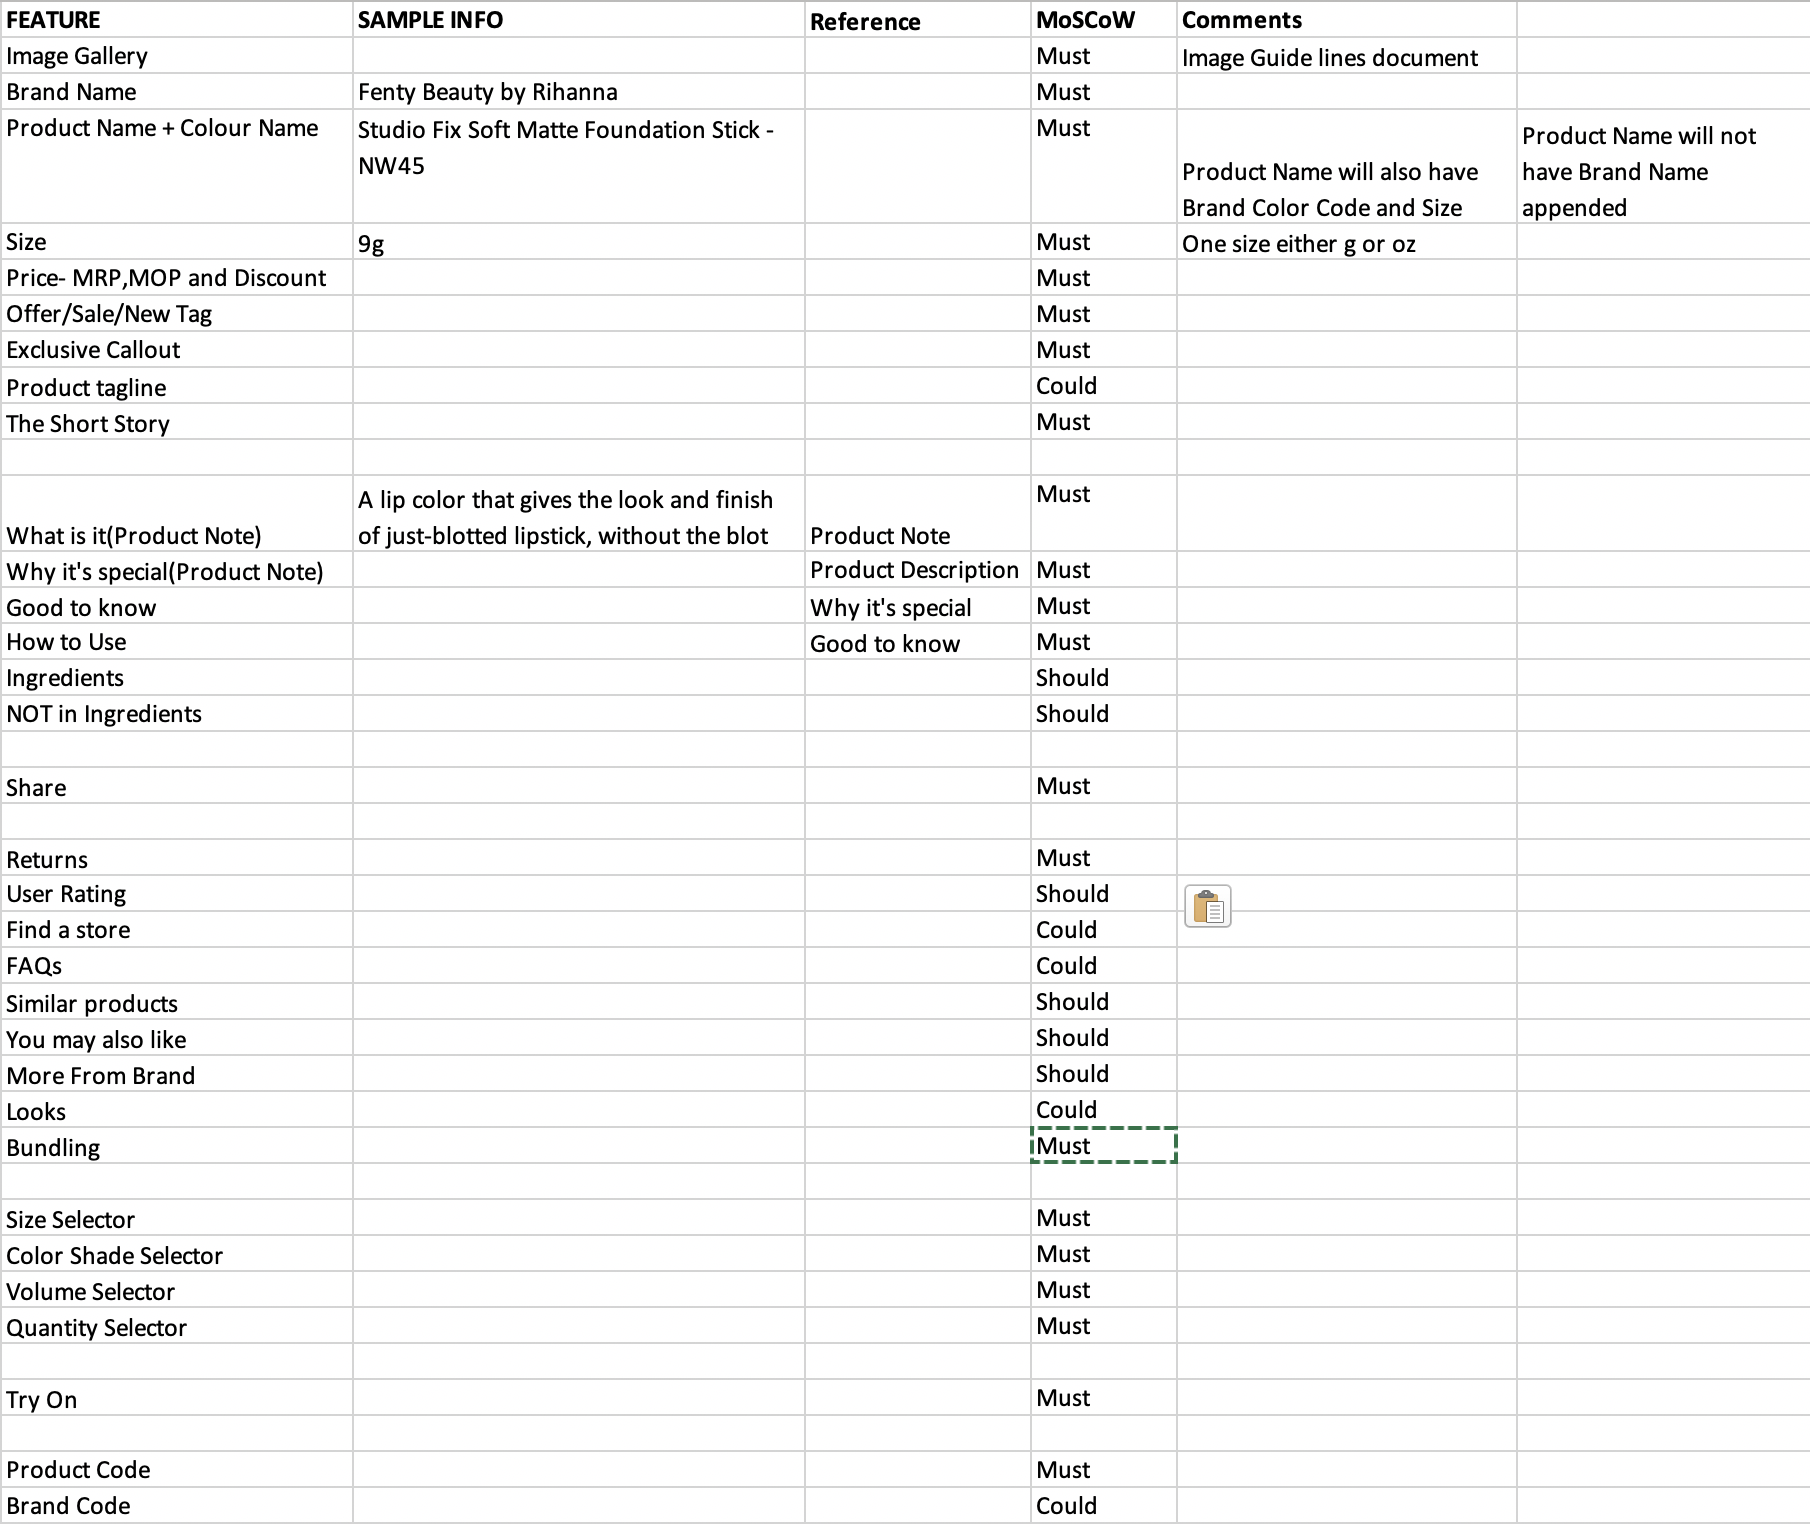 FEATURE SAMPLE INFO Reference MoSCoW Comments
Image Gallery Must Image Guide lines document
Brand Name Fenty Beauty by Rihanna Must
Product Name + Colour Name Studio Fix Soft Matte Foundation Stick - Must Product Name will not
NW45 Product Name will also have have Brand Name
Brand Color Code and Size appended
Size 9g Must One size either g or oz
Price- MRP,MOP and Discount Must
Offer/Sale/New Tag Must
Exclusive Callout Must
Product tagline Could
The Short Story Must
A lip color that gives the look and finish Must
What is it(Product Note) of just-blotted lipstick, without the blot Product Note
Why it's special(Product Note) Product Description Must
Good to know Why it's special Must
How to Use Good to know Must
Ingredients Should
NOT in Ingredients Should
Share Must
Returns Must
User Rating Should
Find a store Could
FAQs Could
Similar products Should
You may also like Should
More From Brand Should
Looks Could
Bundling Must
Size Selector Must
Color Shade Selector Must
Volume Selector Must
Quantity Selector Must
Try On Must
Product Code Must
Brand Code Could